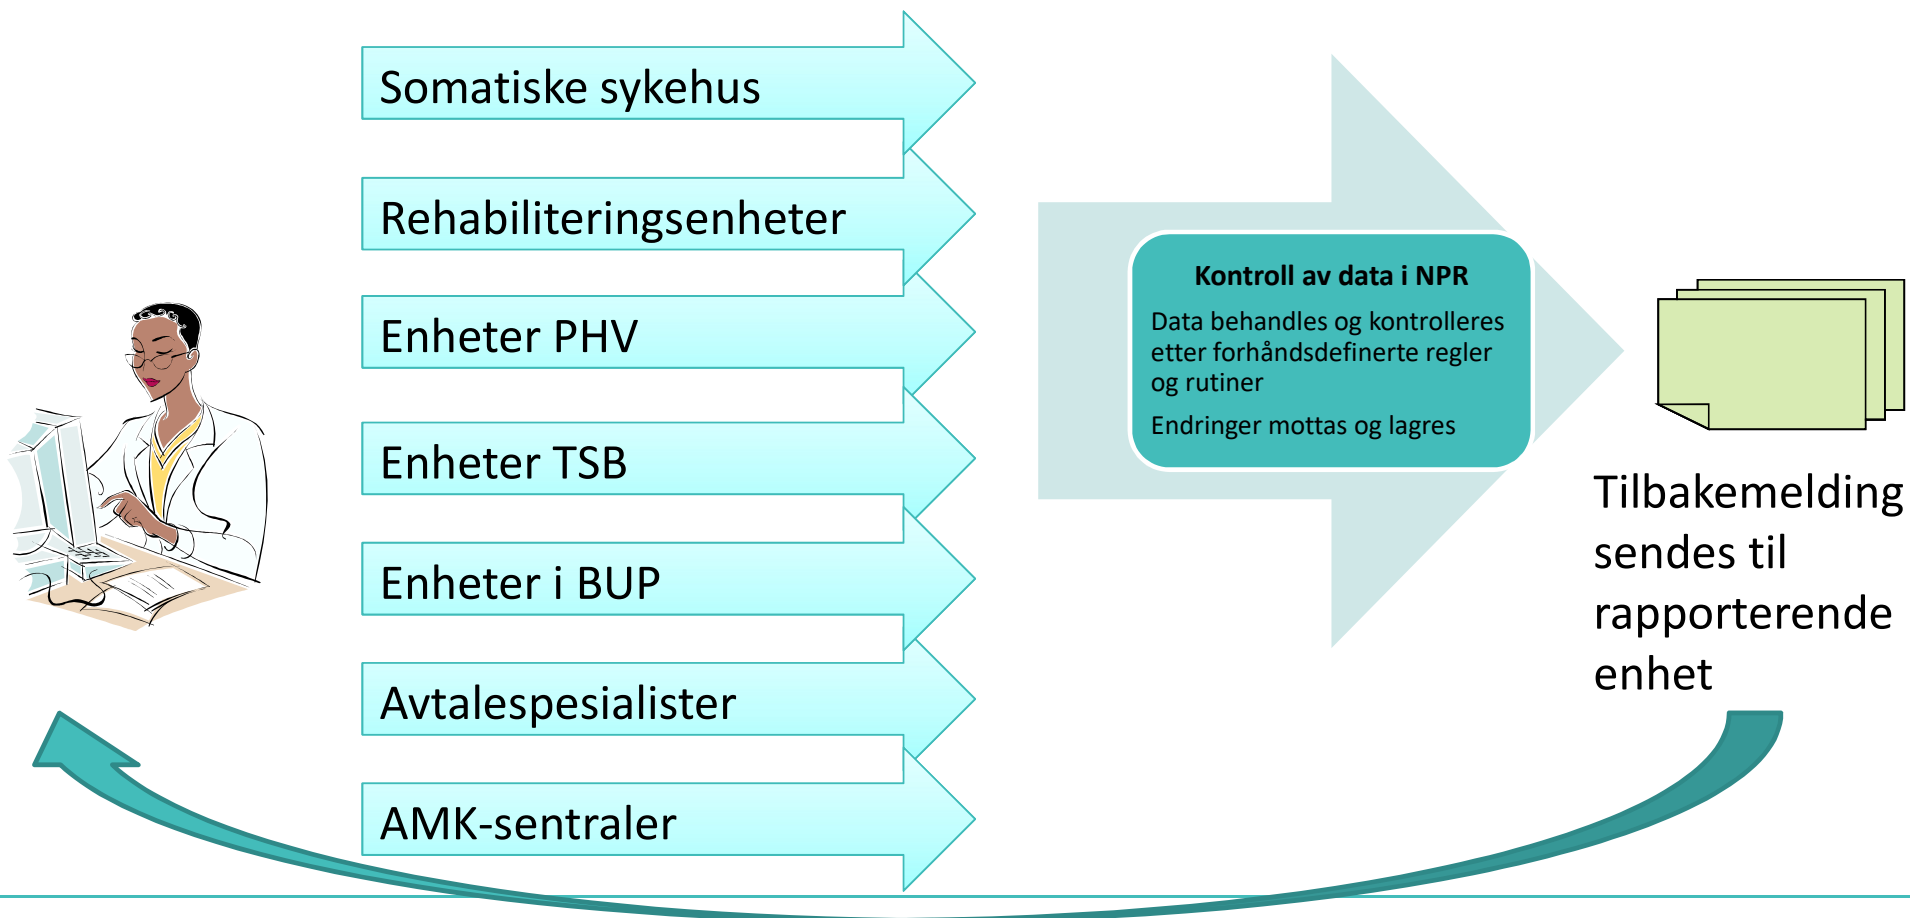 Somatiske sykehus
Rehabiliteringsenheter
Enheter PHV
Enheter TSB
Enheter i BUP
Avtalespesialister
AMK-sentraler
Kontroll av data i NPR
Data behandles og kontrolleres
etter forhåndsdefinerte regler
og rutiner
Endringer mottas og lagres
Tilbakemelding
sendes til
rapporterende
enhet